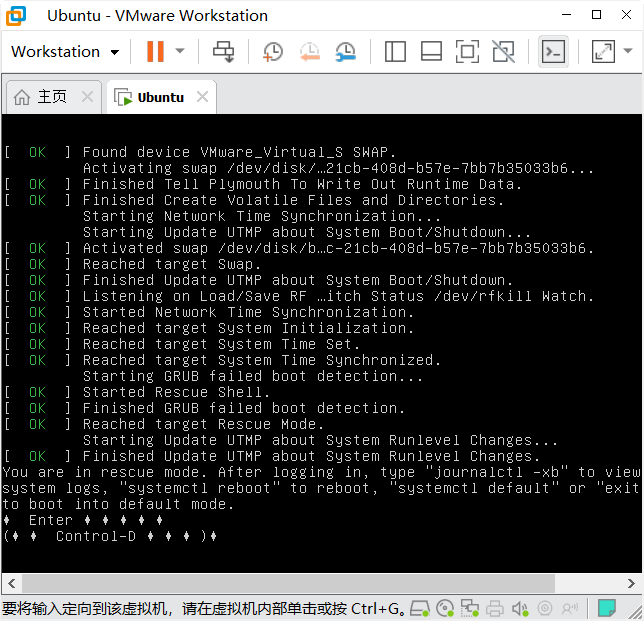 Ubuntu - VMware Workstation
Workstation
主页
Ubuntu
[  OK  ] Found device VMware_Virtual_S SWAP.
Activating swap /dev/disk/…21cb-408d-b57e-7bb7b35033b6...
[  OK  ] Finished Tell Plymouth To Write Out Runtime Data.
[  OK  ] Finished Create Volatile Files and Directories.
Starting Network Time Synchronization...
Starting Update UTMP about System Boot/Shutdown...
[  OK  ] Activated swap /dev/disk/b…c-21cb-408d-b57e-7bb7b35033b6.
[  OK  ] Reached target Swap.
[  OK  ] Finished Update UTMP about System Boot/Shutdown.
[  OK  ] Listening on Load/Save RF …itch Status /dev/rfkill Watch.
[  OK  ] Started Network Time Synchronization.
[  OK  ] Reached target System Initialization.
[  OK  ] Reached target System Time Set.
[  OK  ] Reached target System Time Synchronized.
Starting GRUB failed boot detection...
[  OK  ] Started Rescue Shell.
[  OK  ] Finished GRUB failed boot detection.
[  OK  ] Reached target Rescue Mode.
Starting Update UTMP about System Runlevel Changes...
[  OK  ] Finished Update UTMP about System Runlevel Changes.
You are in rescue mode. After logging in, type "journalctl -xb" to view
system logs, "systemctl reboot" to reboot, "systemctl default" or "exit
to boot into default mode.
♦ Enter ♦ ♦ ♦ ♦ ♦
(♦ ♦ Control-D ♦ ♦ ♦ )♦
要将输入定向到该虚拟机，请在虚拟机内部单击或按 Ctrl+G。